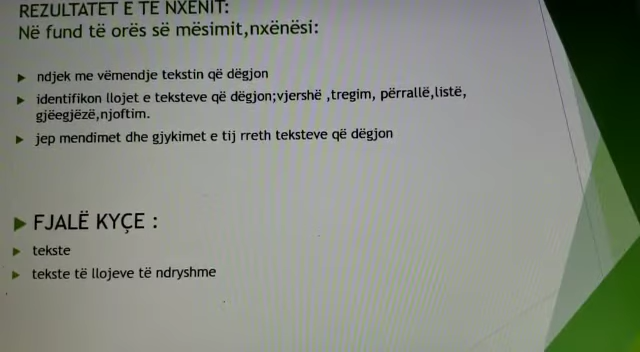 REZULTATET E TË NXËNIT:
Në fund të orës së mësimit,nxënësi:
ndjek me vëmendje tekstin që dëgjon
identifikon llojet e teksteve që dëgjon;vjershë ,tregim, përrallë,listë,
gjëegjëzë,njoftim.
jep mendimet dhe gjykimet e tij rreth teksteve që dëgjon
FJALË KYÇE :
tekste
tekste të llojeve të ndryshme